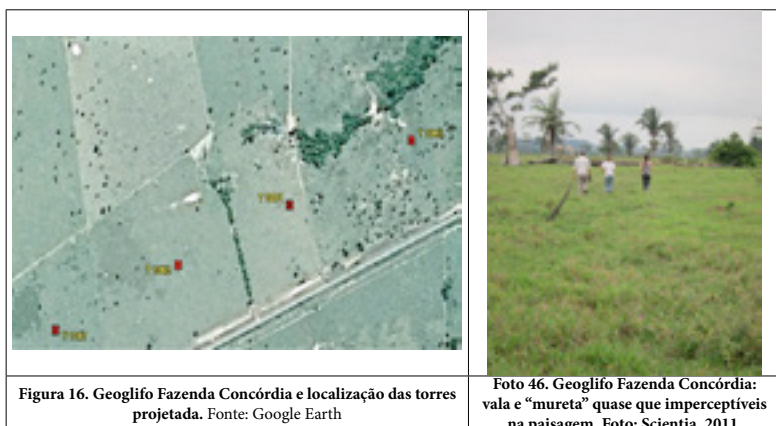 Figura 16. Geoglifo Fazenda Concórdia e localização das torres
projetada. Fonte: Google Earth
Foto 46. Geoglifo Fazenda Concórdia:
vala e “mureta” quase que imperceptíveis
na paisagem. Foto: Scientia, 2011